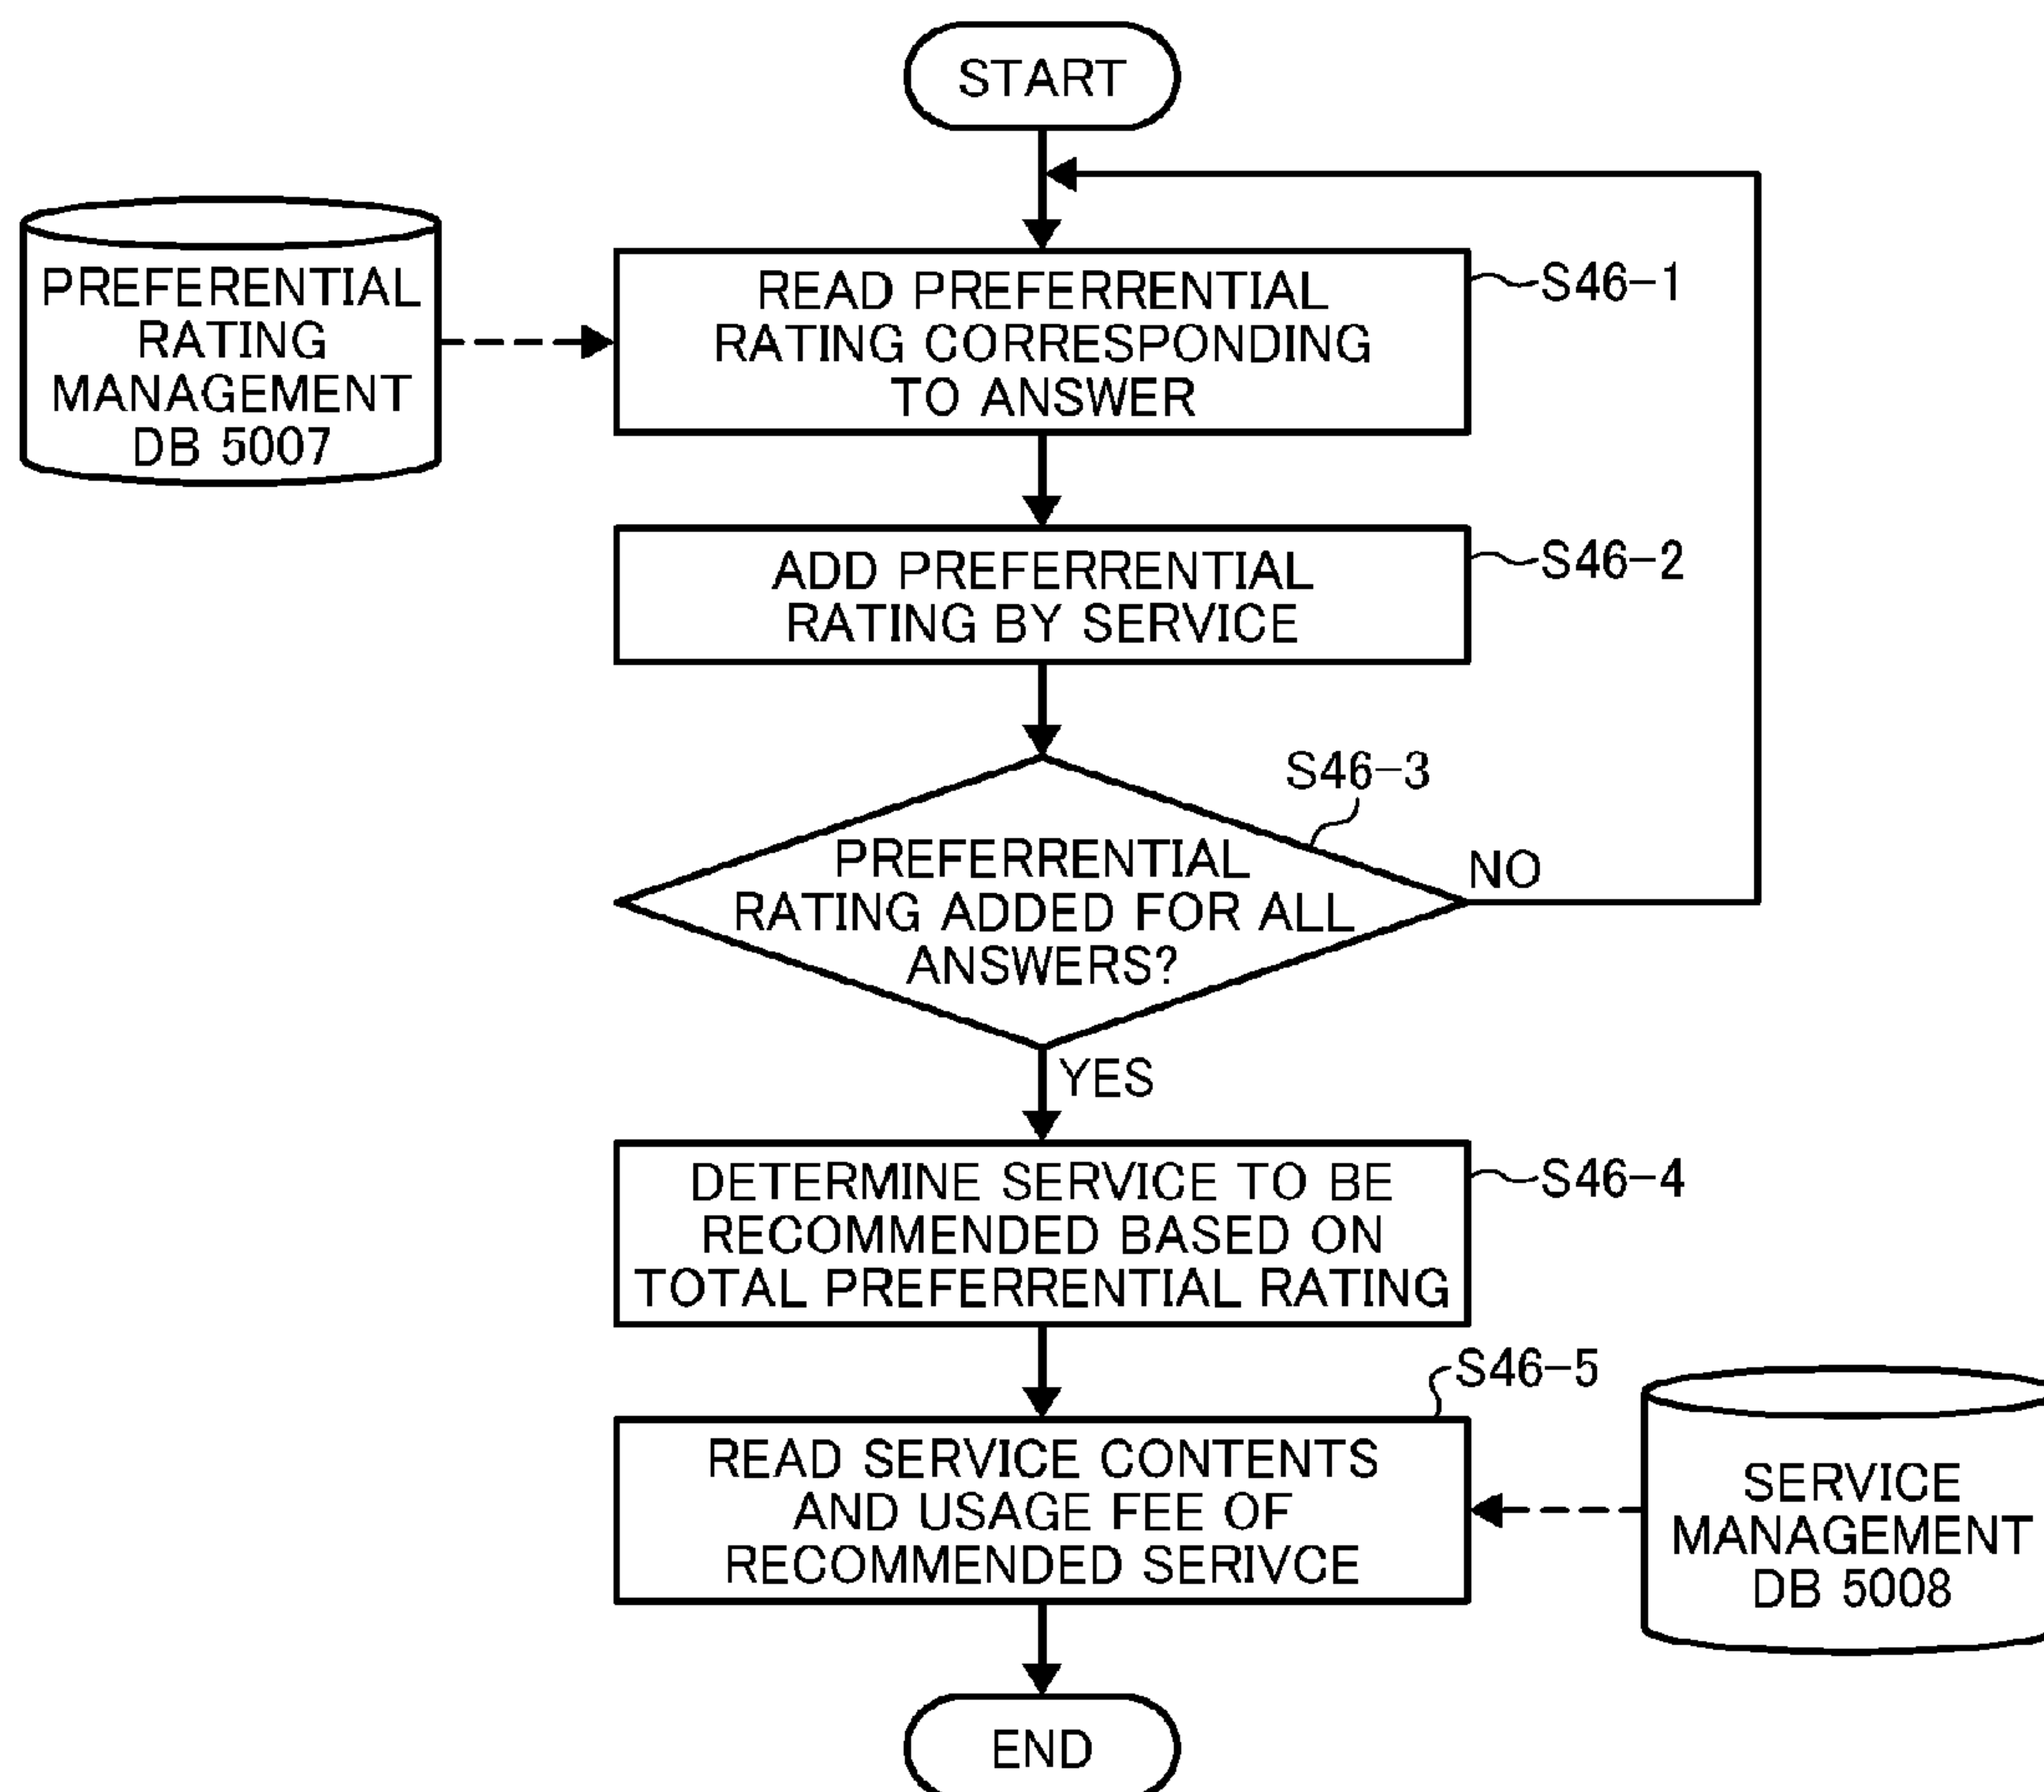 START
PREFERENTIAL
RATING
MANAGEMENT
DB 5007
READ PREFERRENTIAL
RATING CORRESPONDING
TO ANSWER
S46-1
ADD PREFERRENTIAL
RATING BY SERVICE
S46-2
S46-3
PREFERRENTIAL
RATING ADDED FOR ALL
ANSWERS?
NO
YES
DETERMINE SERVICE TO BE
RECOMMENDED BASED ON
TOTAL PREFERRENTIAL RATING
S46-4
S46-5
READ SERVICE CONTENTS
AND USAGE FEE OF
RECOMMENDED SERIVCE
SERVICE
MANAGEMENT
DB 5008
END